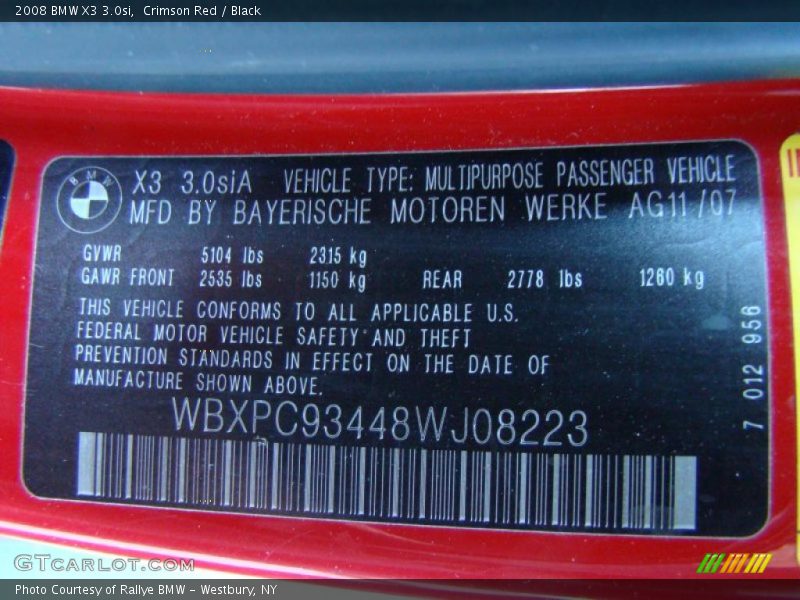 2008 BMW X3 3.0si, Crimson Red / Black
BMW
X3 3.0siA VEHICLE TYPE: MULTIPURPOSE PASSENGER VEHICLE
MFD BY BAYERISCHE MOTOREN WERKE AG 11/07
GVWR 5104 lbs 2315 kg
GAWR FRONT 2535 lbs 1150 kg REAR 2778 lbs 1260 kg
THIS VEHICLE CONFORMS TO ALL APPLICABLE U.S.
FEDERAL MOTOR VEHICLE SAFETY AND THEFT
PREVENTION STANDARDS IN EFFECT ON THE DATE OF
MANUFACTURE SHOWN ABOVE.
WBXPC93448WJ08223
7 012 956
GTCARLOT.COM
Photo Courtesy of Rallye BMW - Westbury, NY